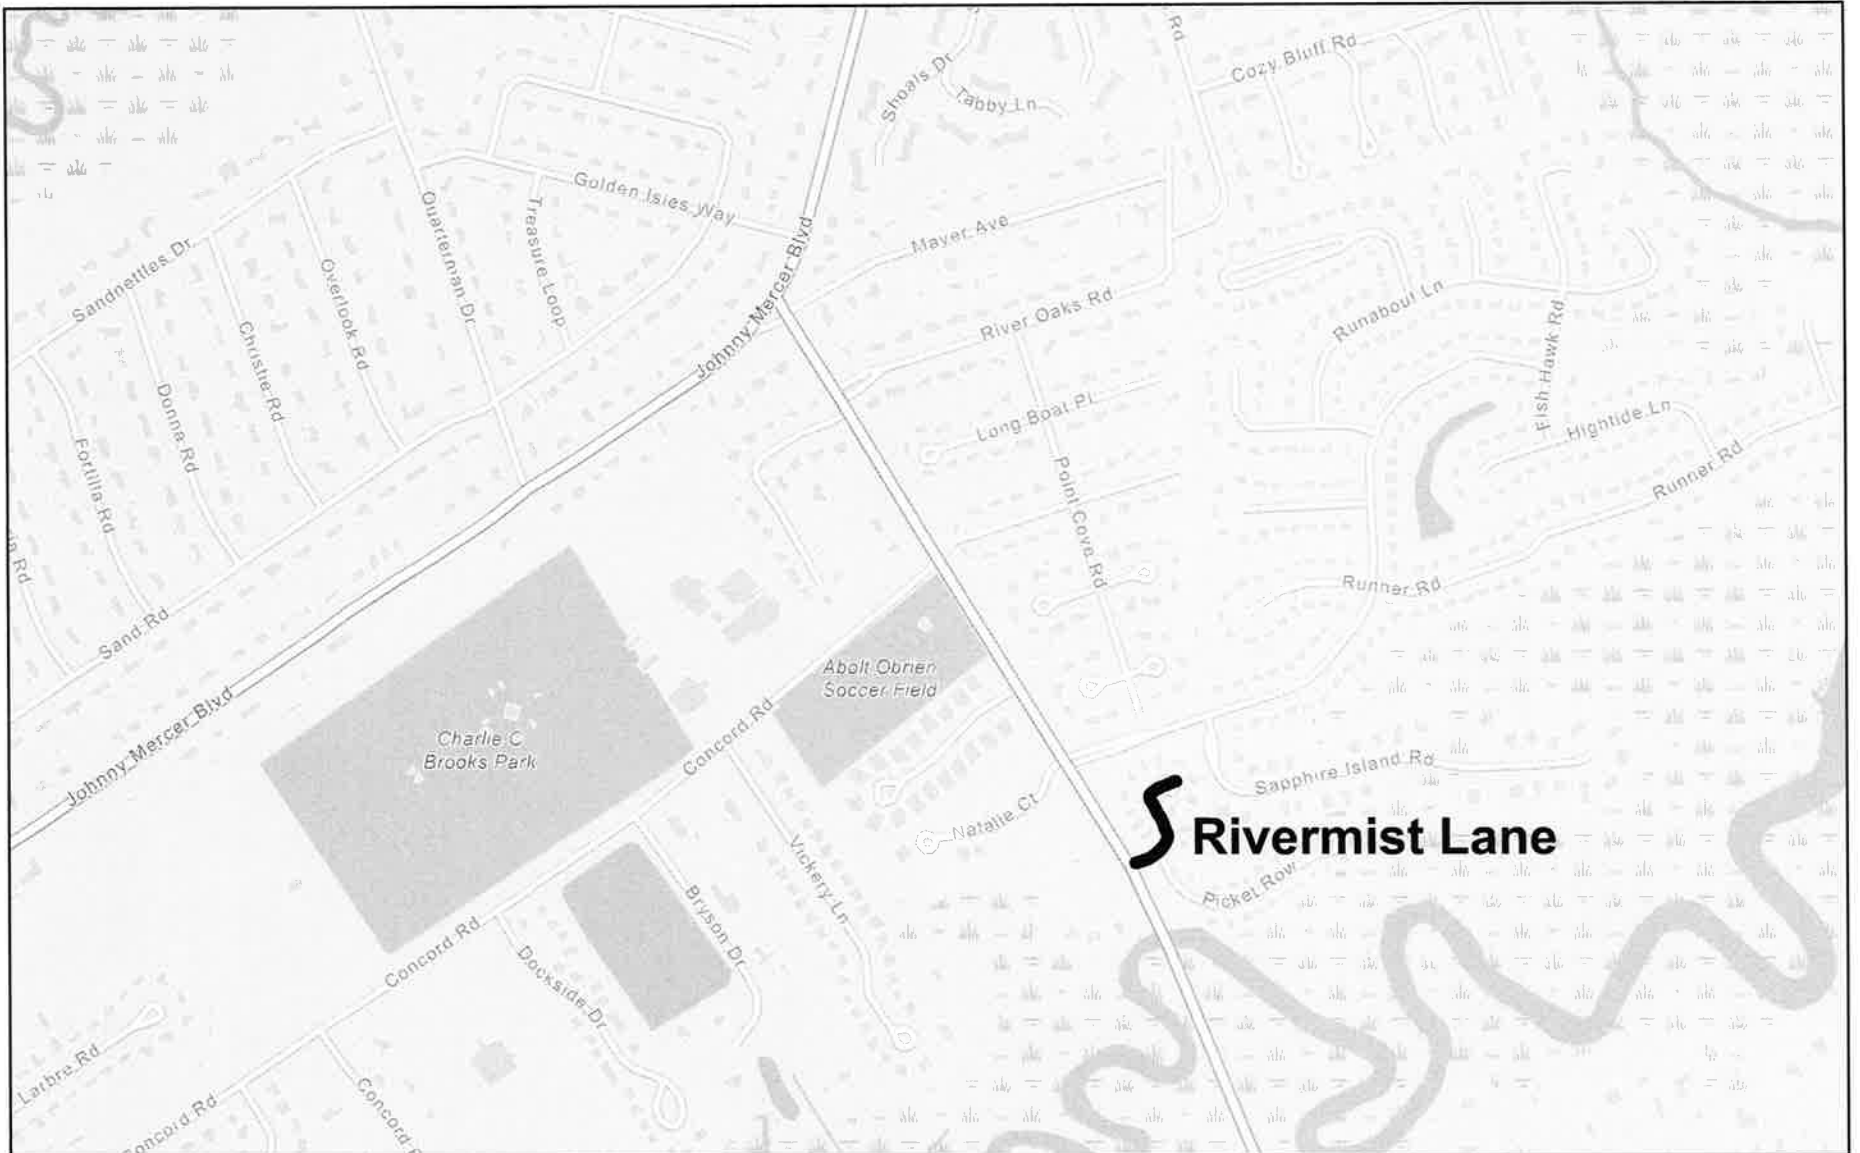 Rd
Cozy Bluff Rd
Shoals Dr
Tabby Ln
Golden Isles Way
Quarterman Dr
Treasure Loop
Mayer Ave
Sandnettles Dr
Overlook Rd
Johnny Mercer Blvd
River Oaks Rd
Runabout Ln
Christie Rd
Fish Hawk Rd
Donna Rd
Long Boat Pl
Hightide Ln
Fortilla Rd
Point Cove Rd
Runner Rd
Runner Rd
Rd
Sand Rd
Abolt Obrien
Soccer Field
Johnny Mercer Blvd
Charlie C
Brooks Park
Concord Rd
Sapphire Island Rd
Natalie Ct
Rivermist Lane
Vickery Ln
Picket Row
Bryson Dr
Concord Rd
Dockside Dr
Larbre Rd
Concord
oncord Rd